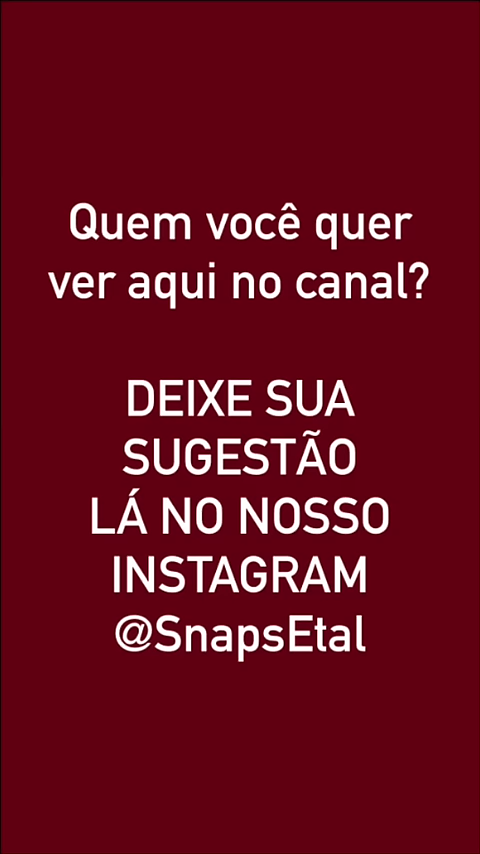 Quem você quer
ver aqui no canal?
DEIXE SUA
SUGESTÃO
LÁ NO NOSSO
INSTAGRAM
@SnapsEtal